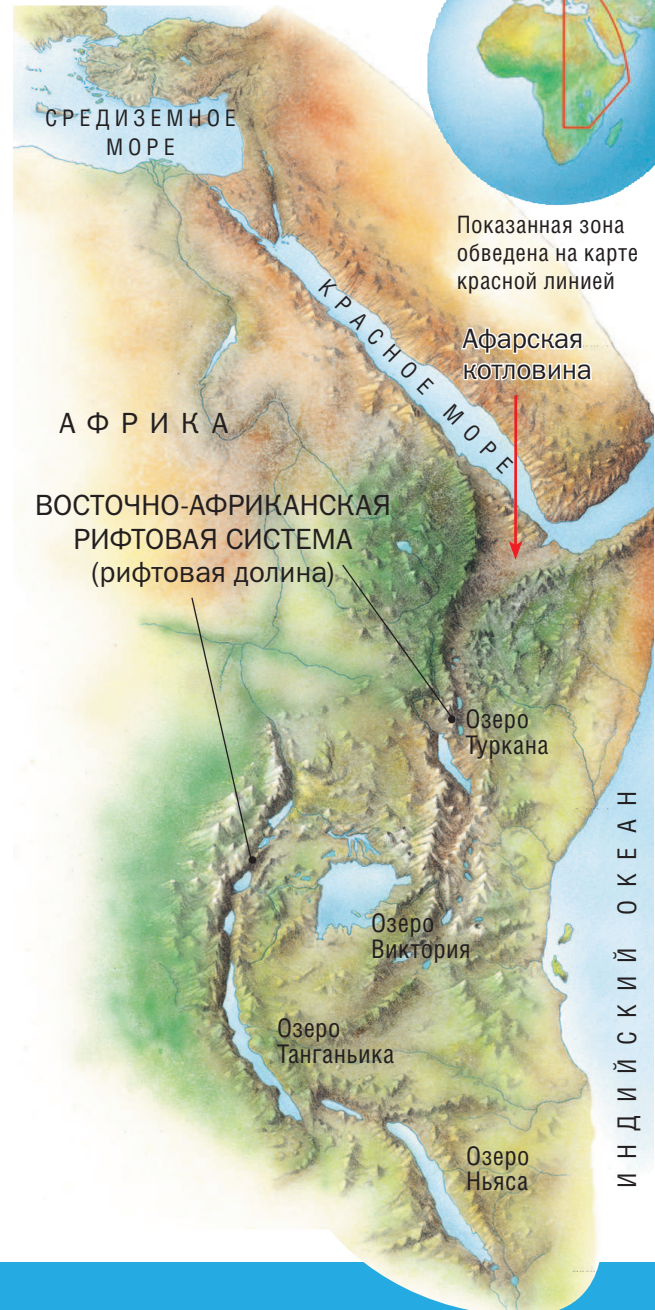 СРЕДИЗЕМНОЕ
МОРЕ
Показанная зона
обведена на карте
красной линией
КРАСНОЕ МОРЕ
Афарская
котловина
АФРИКА
ВОСТОЧНО-АФРИКАНСКАЯ
РИФТОВАЯ СИСТЕМА
(рифтовая долина)
Озеро
Туркана
Озеро
Виктория
Озеро
Танганьика
Озеро
Ньяса
ИНДИЙСКИЙ ОКЕАН